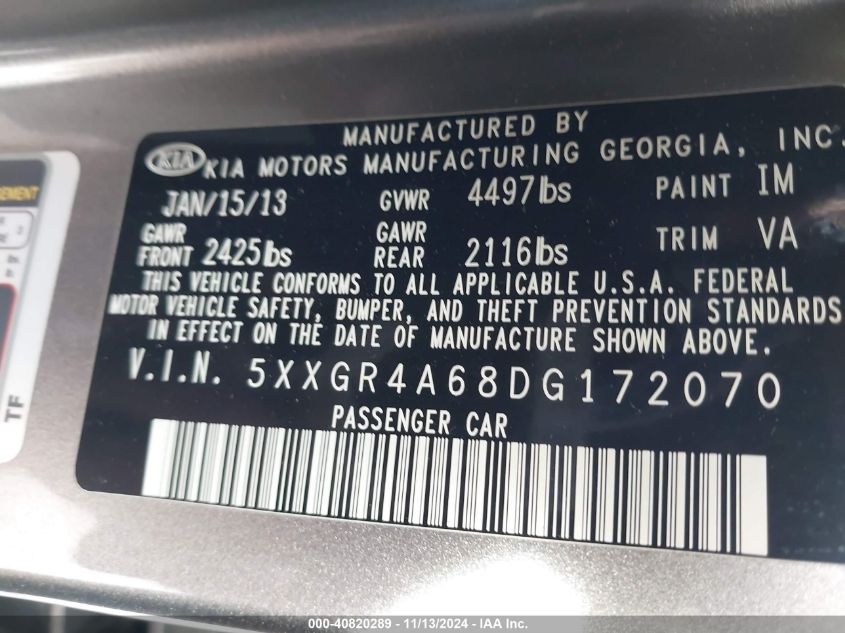 MANUFACTURED BY
KIA KIA MOTORS MANUFACTURING GEORGIA, INC.
JAN/15/13 GVWR 4497lbs PAINT IM
GAWR FRONT 2425lbs GAWR REAR 2116lbs TRIM VA
THIS VEHICLE CONFORMS TO ALL APPLICABLE U.S.A. FEDERAL
MOTOR VEHICLE SAFETY, BUMPER, AND THEFT PREVENTION STANDARDS
IN EFFECT ON THE DATE OF MANUFACTURE SHOWN ABOVE.
V.I.N. 5XXGR4A68DG172070
PASSENGER CAR
TF
000-40820289 - 11/13/2024 - IAA Inc.